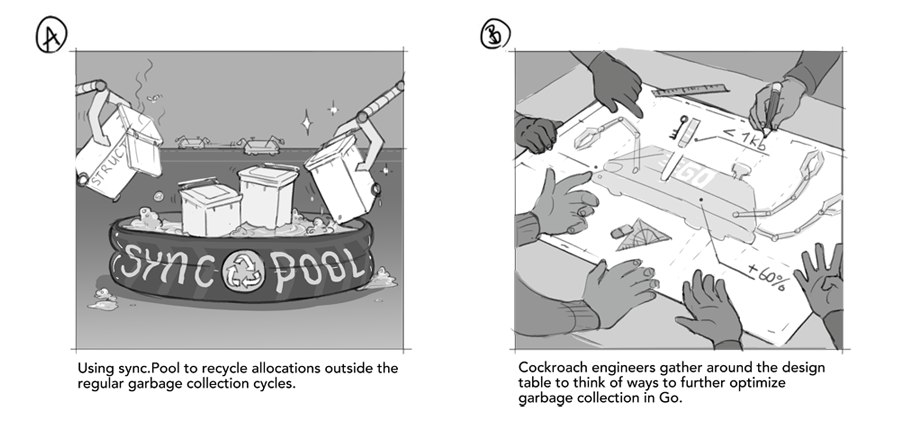 A
STRUC
SYNC POOL
Using sync.Pool to recycle allocations outside the
regular garbage collection cycles.
B
< 1kb
GO
+60%
Cockroach engineers gather around the design
table to think of ways to further optimize
garbage collection in Go.